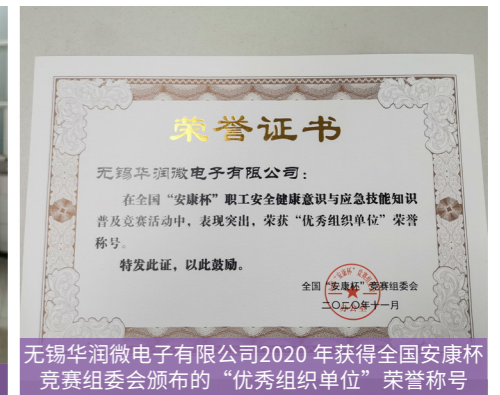 荣誉证书
无锡华润微电子有限公司：
在全国“安康杯”职工安全健康意识与应急技能知识
普及竞赛活动中，表现突出，荣获“优秀组织单位”荣誉
称号。
特发此证，以此鼓励。
全国“安康杯”竞赛组委会
二〇二〇年十一月
无锡华润微电子有限公司2020 年获得全国安康杯
竞赛组委会颁布的“优秀组织单位”荣誉称号